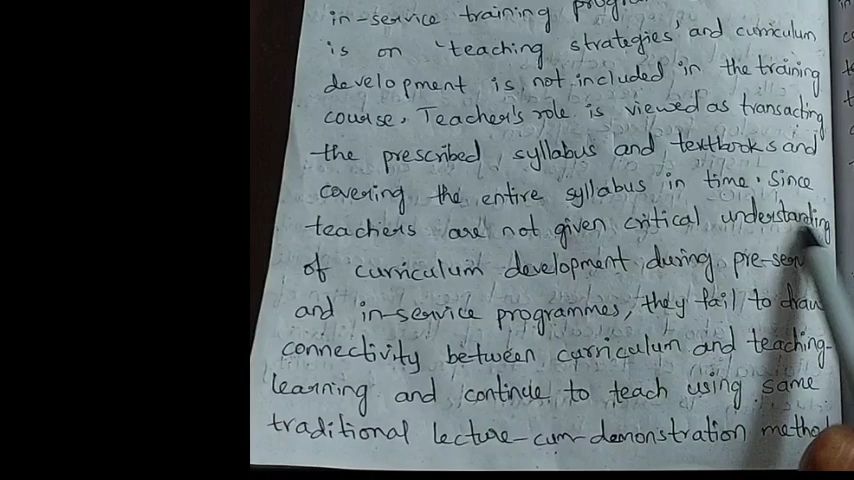 in-service training
is on 'teaching strategies' and curriculum
development is not included in the training
course. Teacher's role is viewed as transacting
the prescribed syllabus and textbooks and
covering the entire syllabus in time. Since
teachers are not given critical understanding
of curriculum development during
and in-service programmes, they fail to draw
connectivity between curriculum and teaching-
learning and continue to teach using same
traditional lecture-cum-demonstration method